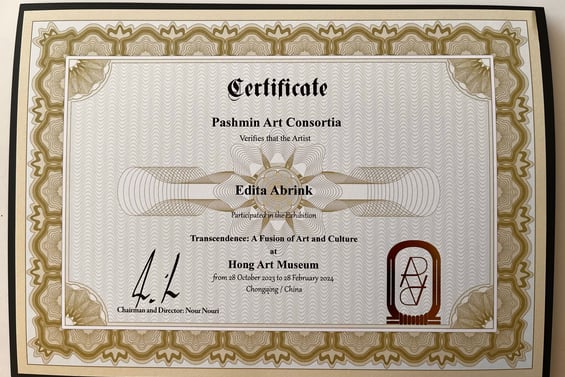 Certificate
Pashmin Art Consortia
Verifies that the Artist
Edita Abrink
Participated in the Exhibition
Transcendence: A Fusion of Art and Culture
at
Hong Art Museum
from 28 October 2023 to 28 February 2024
Chongqing / China
Chairman and Director: Nour Nouri